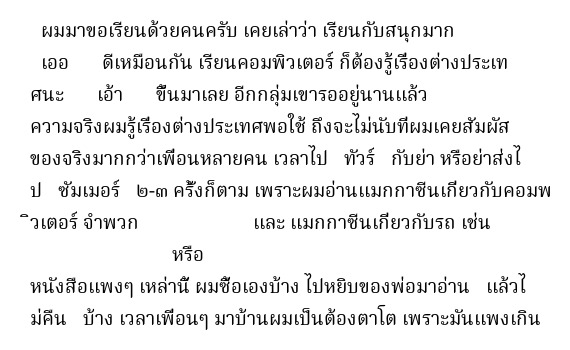 ผมมาขอเรียนด้วยคนครับ เคยเล่าว่า เรียนกับสนุกมาก
เออ ดีเหมือนกัน เรียนคอมพิวเตอร์ ก็ต้องรู้เรื่องต่างประเท
ศนะ เอ้า ขึ้นมาเลย อีกกลุ่มเขารออยู่นานแล้ว
ความจริงผมรู้เรื่องต่างประเทศพอใช้ ถึงจะไม่นับที่ผมเคยสัมผัส
ของจริงมากกว่าเพื่อนหลายคน เวลาไป ทัวร์ กับย่า หรือย่าส่งไ
ป ซัมเมอร์ ๒-๓ ครั้งก็ตาม เพราะผมอ่านแมกกาซีนเกี่ยวกับคอมพ
ิวเตอร์ จำพวก และ แมกกาซีนเกี่ยวกับรถ เช่น
หรือ
หนังสือแพงๆ เหล่านี้ ผมซื้อเองบ้าง ไปหยิบของพ่อมาอ่าน แล้วไ
ม่คืน บ้าง เวลาเพื่อนๆ มาบ้านผมเป็นต้องตาโต เพราะมันแพงเกิน